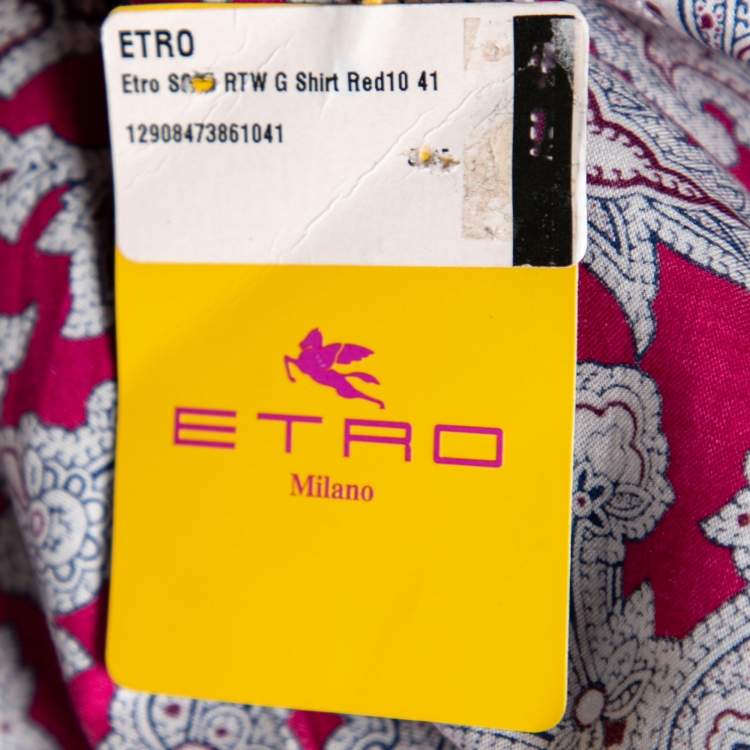 ETRO
Etro RTW G Shirt Red10 41
12908473861041
ETRO
Milano